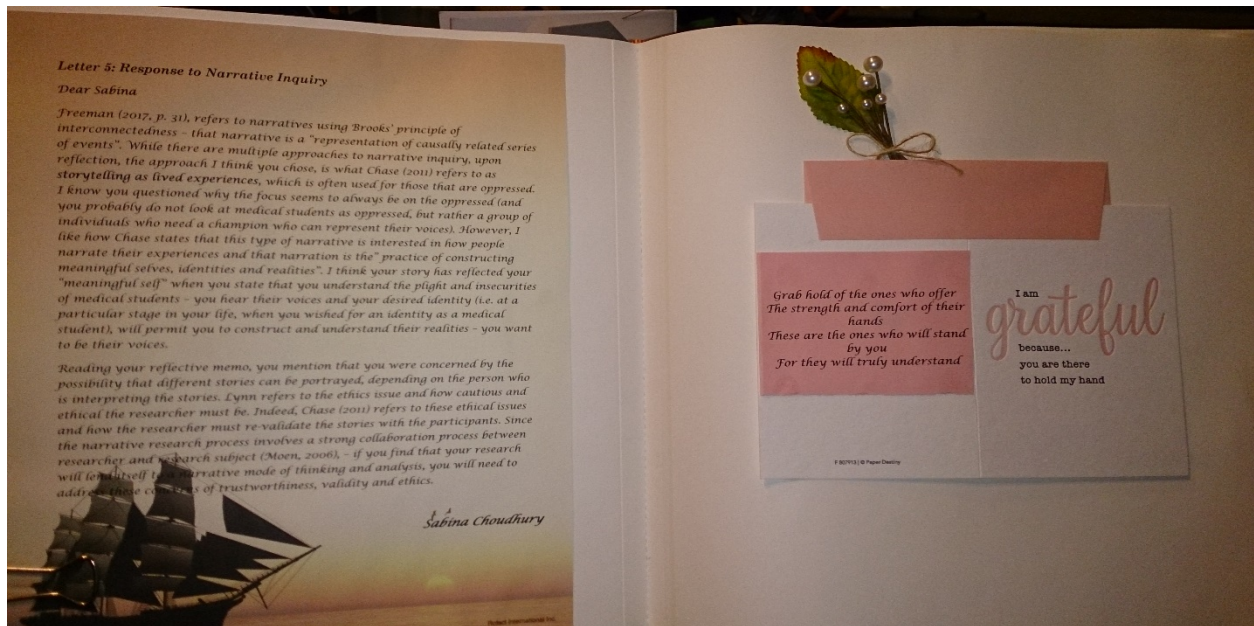 Letter 5: Response to Narrative Inquiry
Dear Sabina
Freeman (2017, p. 31), refers to narratives using Brooks' principle of
interconnectedness – that narrative is a "representation of causally related series
of events". While there are multiple approaches to narrative inquiry, upon
reflection, the approach I think you chose, is what Chase (2011) refers to as
storytelling as lived experiences, which is often used for those that are oppressed.
I know you questioned why the focus seems to always be on the oppressed (and
you probably do not look at medical students as oppressed, but rather a group of
individuals who need a champion who can represent their voices). However, I
like how Chase states that this type of narrative is interested in how people
narrate their experiences and that narration is the" practice of constructing
meaningful selves, identities and realities". I think your story has reflected your
"meaningful self" when you state that you understand the plight and insecurities
of medical students – you hear their voices and your desired identity (i.e. at a
particular stage in your life, when you wished for an identity as a medical
student), will permit you to construct and understand their realities – you want
to be their voices.
Reading your reflective memo, you mention that you were concerned by the
possibility that different stories can be portrayed, depending on the person who
is interpreting the stories. Lynn refers to the ethics issue and how cautious and
ethical the researcher must be. Indeed, Chase (2011) refers to these ethical issues
and how the researcher must re-validate the stories with the participants. Since
the narrative research process involves a strong collaboration process between
researcher and research subject (Moen, 2006), – if you find that your research
will lend itself to a narrative mode of thinking and analysis, you will need to
address these concerns of trustworthiness, validity and ethics.
Sabina Choudhury
Perfect International Inc.
Grab hold of the ones who offer
The strength and comfort of their
hands
These are the ones who will stand
by you
For they will truly understand
I am
grateful
because...
you are there
to hold my hand
© Paper Destiny